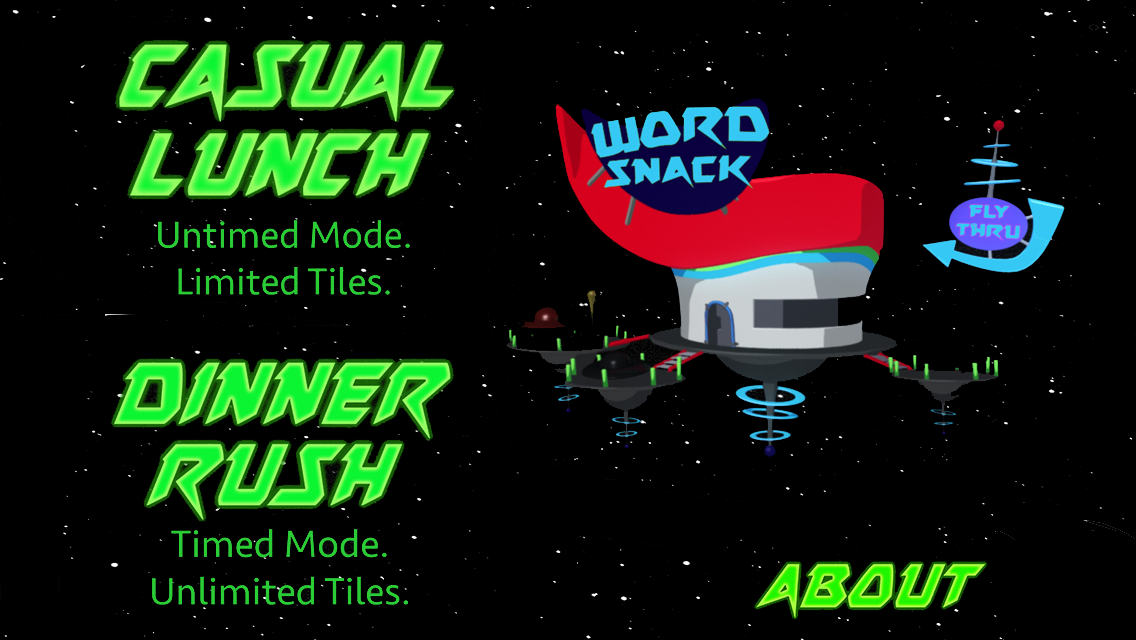 CASUAL
LUNCH
Untimed Mode.
Limited Tiles.
DINNER
RUSH
Timed Mode.
Unlimited Tiles.
WORD
SNACK
FLY
THRU
ABOUT